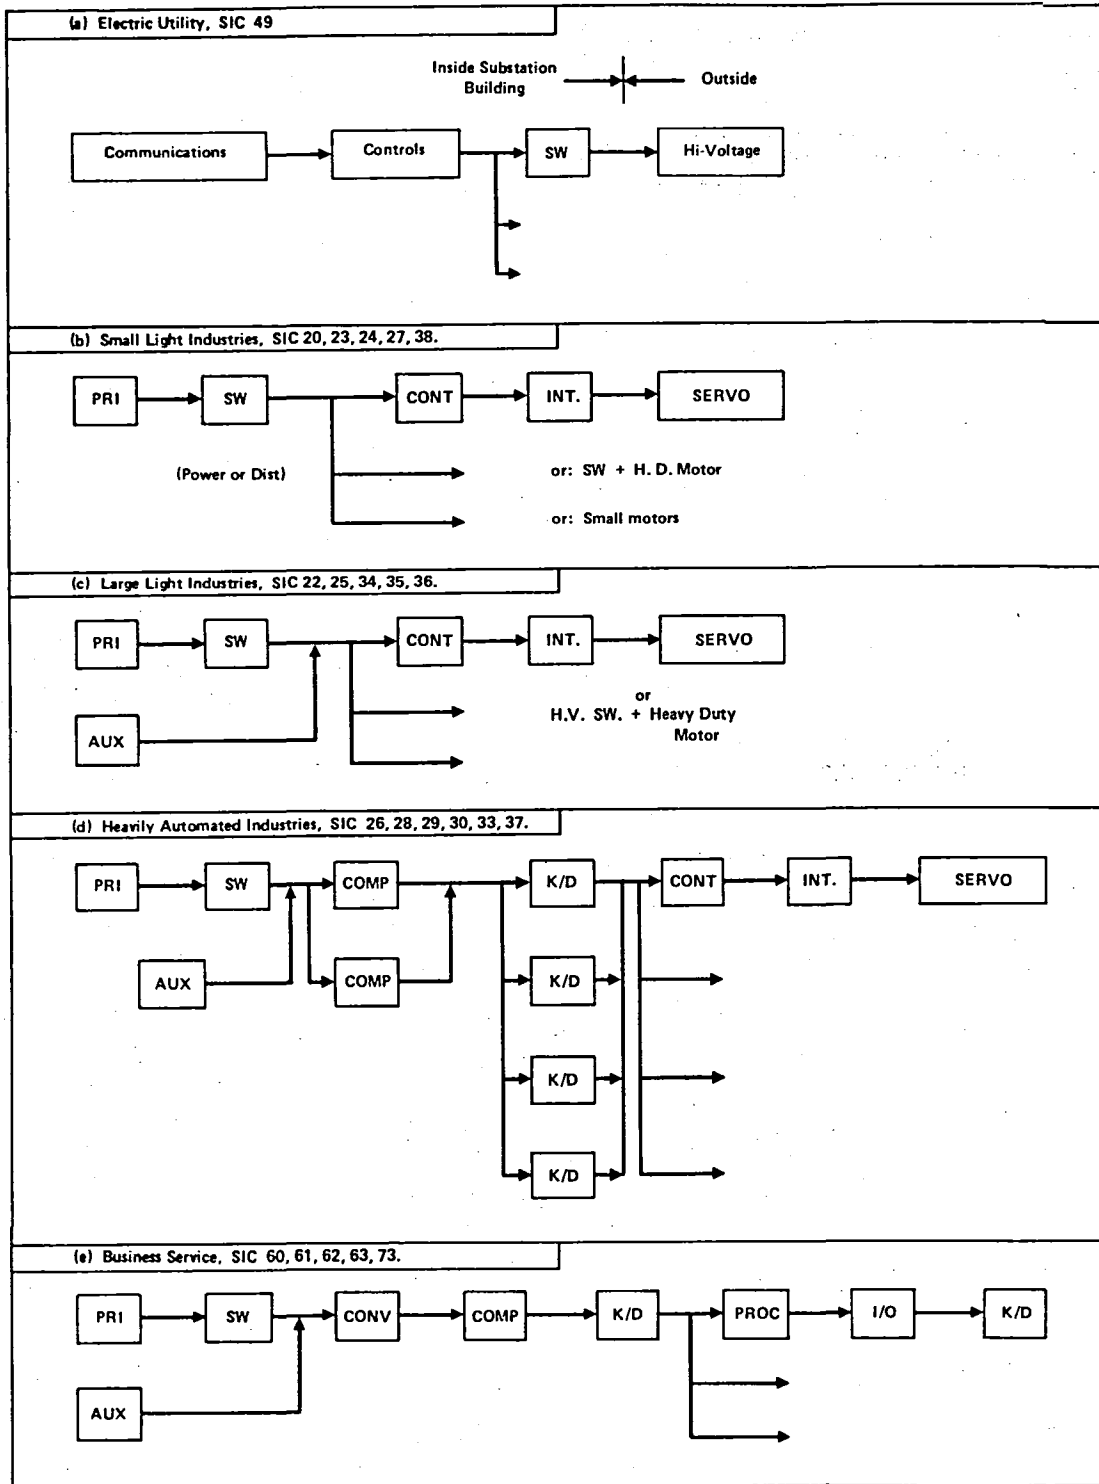 (a) Electric Utility, SIC 49
Inside Substation
Building
Outside
Communications
Controls
SW
Hi-Voltage
(b) Small Light Industries, SIC 20, 23, 24, 27, 38.
PRI
SW
CONT
INT.
SERVO
(Power or Dist)
or: SW + H. D. Motor
or: Small motors
(c) Large Light Industries, SIC 22, 25, 34, 35, 36.
PRI
SW
CONT
INT.
SERVO
AUX
or
H.V. SW. + Heavy Duty
Motor
(d) Heavily Automated Industries, SIC 26, 28, 29, 30, 33, 37.
PRI
SW
COMP
K/D
CONT
INT.
SERVO
AUX
COMP
K/D
K/D
K/D
(e) Business Service, SIC 60, 61, 62, 63, 73.
PRI
SW
CONV
COMP
K/D
PROC
I/O
K/D
AUX